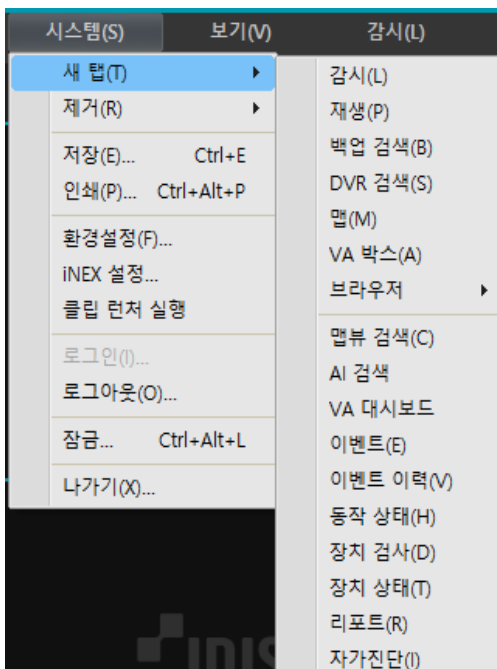 시스템(S) 보기(V) 감시(L)
새 탭(T)
제거(R)
저장(E)... Ctrl+E
인쇄(P)... Ctrl+Alt+P
환경설정(F)...
iNEX 설정...
클립 런처 실행
로그인(I)...
로그아웃(O)...
잠금... Ctrl+Alt+L
나가기(X)...
감시(L)
재생(P)
백업 검색(B)
DVR 검색(S)
맵(M)
VA 박스(A)
브라우저
맵뷰 검색(C)
AI 검색
VA 대시보드
이벤트(E)
이벤트 이력(V)
동작 상태(H)
장치 검사(D)
장치 상태(T)
리포트(R)
자가진단(I)